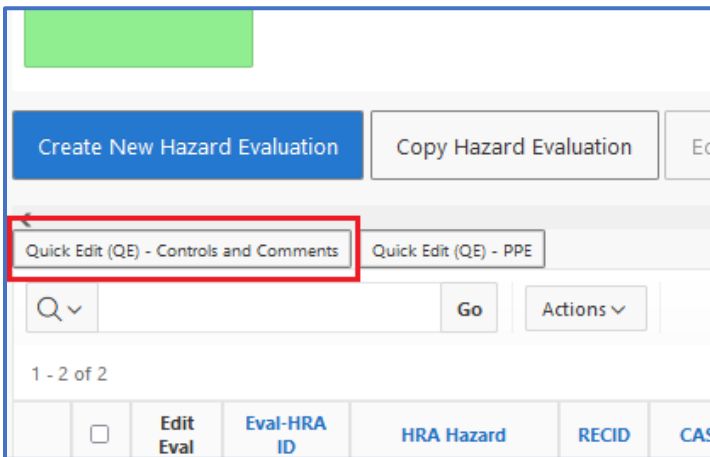 Create New Hazard Evaluation Copy Hazard Evaluation
Quick Edit (QE) - Controls and Comments Quick Edit (QE) - PPE
Go Actions
1 - 2 of 2
Edit Eval Eval-HRA ID HRA Hazard RECID